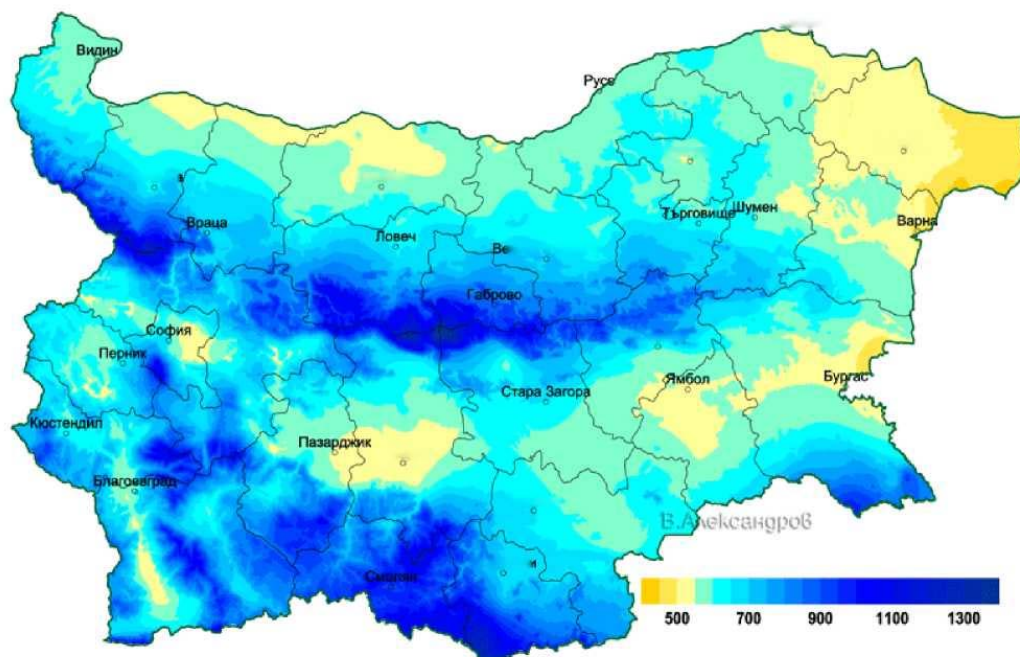 Видин
Русе
Враца
Ловеч
Ве
Търговище
Шумен
Варна
Габрово
София
Перник
Стара Загора
Ямбол
Бургас
Кюстендил
Пазарджик
Благоевград
В.Александров
Смолян
и
500 700 900 1100 1300